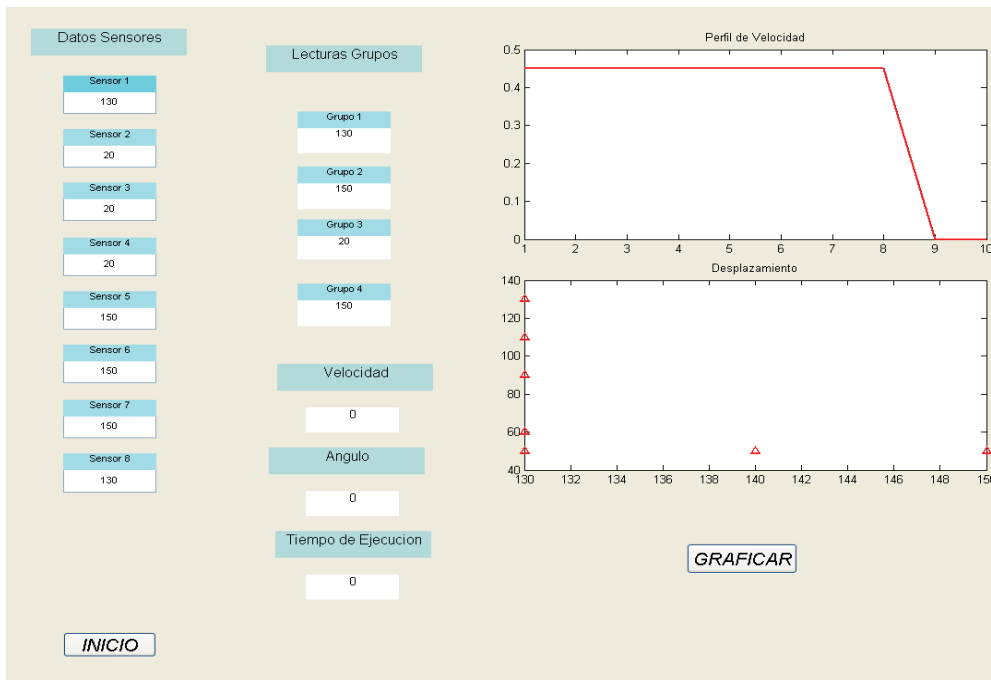 Datos Sensores
Sensor 1
130
Sensor 2
20
Sensor 3
20
Sensor 4
20
Sensor 5
150
Sensor 6
150
Sensor 7
150
Sensor 8
130
INICIO
Lecturas Grupos
Grupo 1
130
Grupo 2
150
Grupo 3
20
Grupo 4
150
Velocidad
0
Angulo
0
Tiempo de Ejecucion
0
Perfil de Velocidad
0.5
0.4
0.3
0.2
0.1
0
1 2 3 4 5 6 7 8 9 10
Desplazamiento
140
120
100
80
60
40
130 132 134 136 138 140 142 144 146 148 150
GRAFICAR